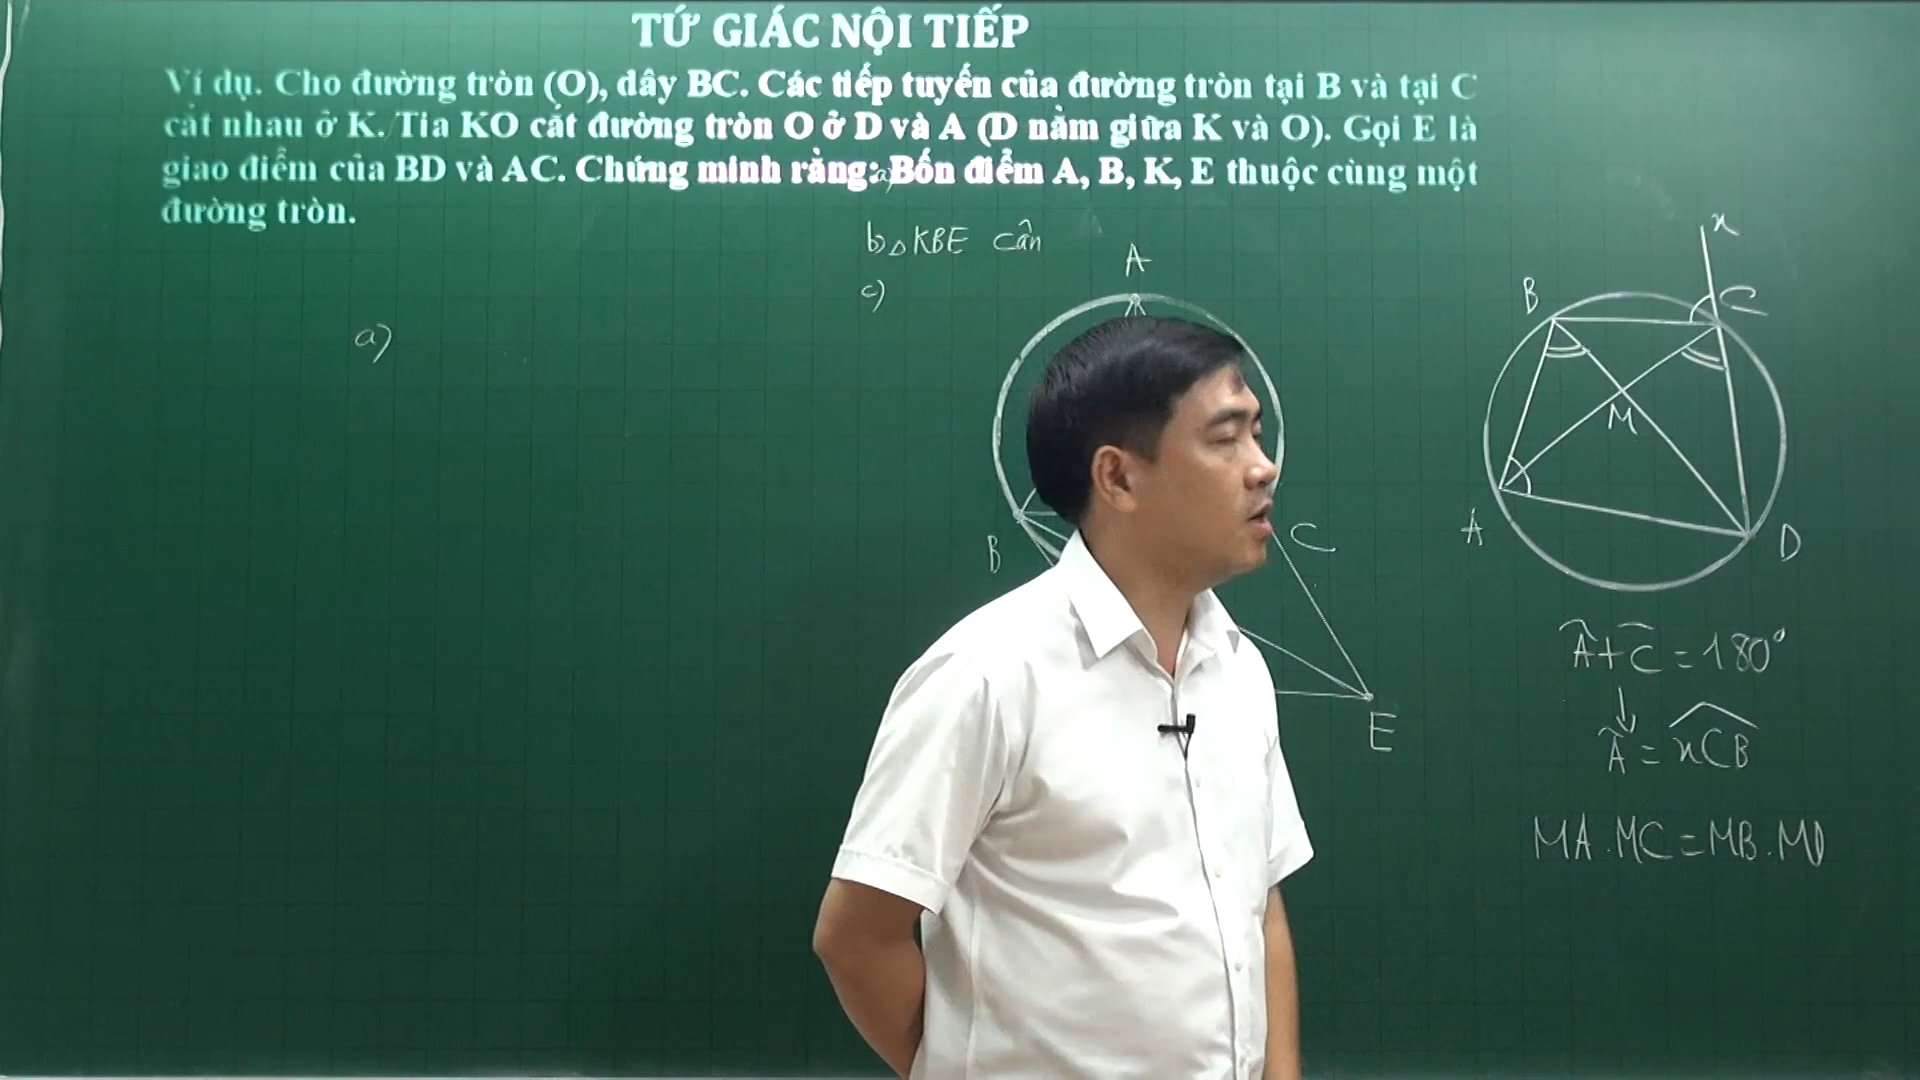 TỨ GIÁC NỘI TIẾP
Ví dụ. Cho đường tròn (O), dây BC. Các tiếp tuyến của đường tròn tại B và tại C
cắt nhau ở K. Tia KO cắt đường tròn O ở D và A (D nằm giữa K và O). Gọi E là
giao điểm của BD và AC. Chứng minh rằng: a) Bốn điểm A, B, K, E thuộc cùng một
đường tròn.
b) △KBE cân
c)
a)
A
B
C
E
x
B
C
M
A
D
A + C = 180°
↓
A = xCB
MA.MC = MB.MD